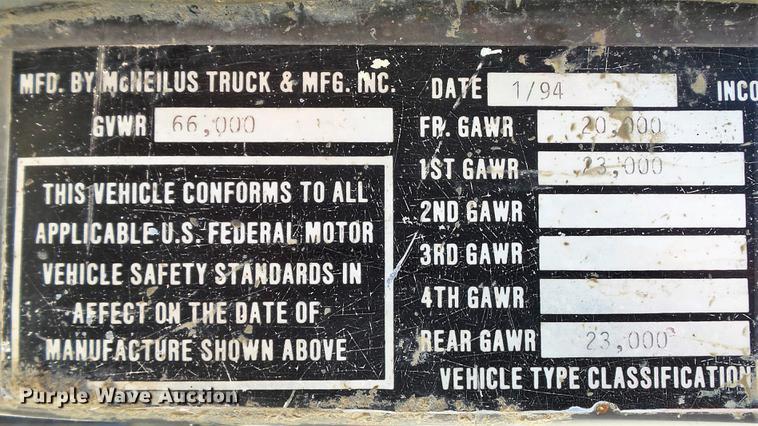 MFD. BY McNEILUS TRUCK & MFG. INC.
GVWR 66,000
THIS VEHICLE CONFORMS TO ALL
APPLICABLE U.S. FEDERAL MOTOR
VEHICLE SAFETY STANDARDS IN
AFFECT ON THE DATE OF
MANUFACTURE SHOWN ABOVE
DATE 1/94 INCO
FR. GAWR 20,000
1ST GAWR 23,000
2ND GAWR
3RD GAWR
4TH GAWR
REAR GAWR 23,000
VEHICLE TYPE CLASSIFICATION
Purple Wave Auction